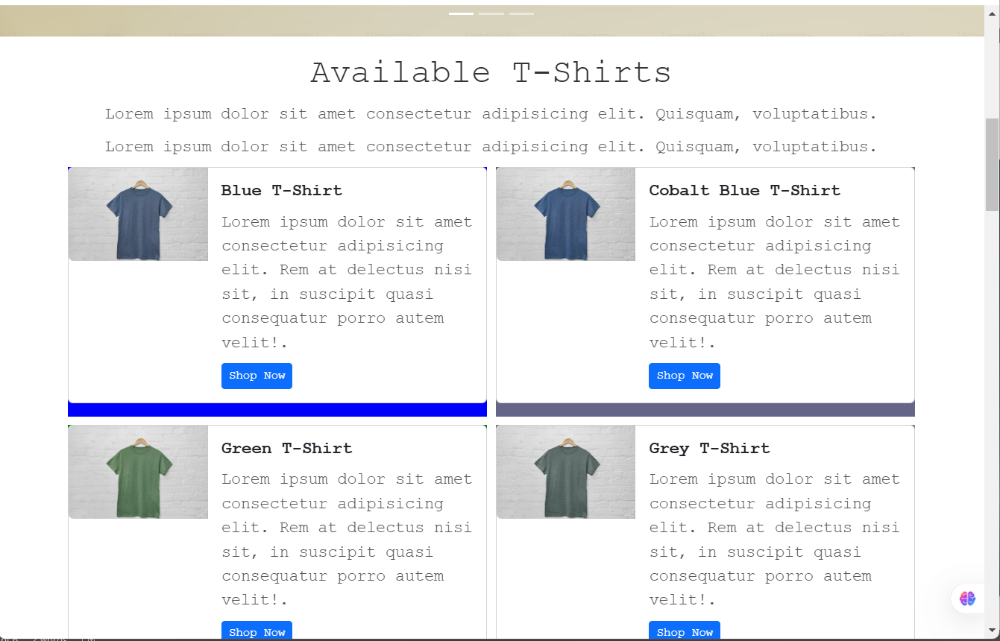 Available T-Shirts
Lorem ipsum dolor sit amet consectetur adipisicing elit. Quisquam, voluptatibus.
Lorem ipsum dolor sit amet consectetur adipisicing elit. Quisquam, voluptatibus.
Blue T-Shirt
Lorem ipsum dolor sit amet
consectetur adipisicing
elit. Rem at delectus nisi
sit, in suscipit quasi
consequatur porro autem
velit!.
Shop Now
Cobalt Blue T-Shirt
Lorem ipsum dolor sit amet
consectetur adipisicing
elit. Rem at delectus nisi
sit, in suscipit quasi
consequatur porro autem
velit!.
Shop Now
Green T-Shirt
Lorem ipsum dolor sit amet
consectetur adipisicing
elit. Rem at delectus nisi
sit, in suscipit quasi
consequatur porro autem
velit!.
Shop Now
Grey T-Shirt
Lorem ipsum dolor sit amet
consectetur adipisicing
elit. Rem at delectus nisi
sit, in suscipit quasi
consequatur porro autem
velit!.
Shop Now